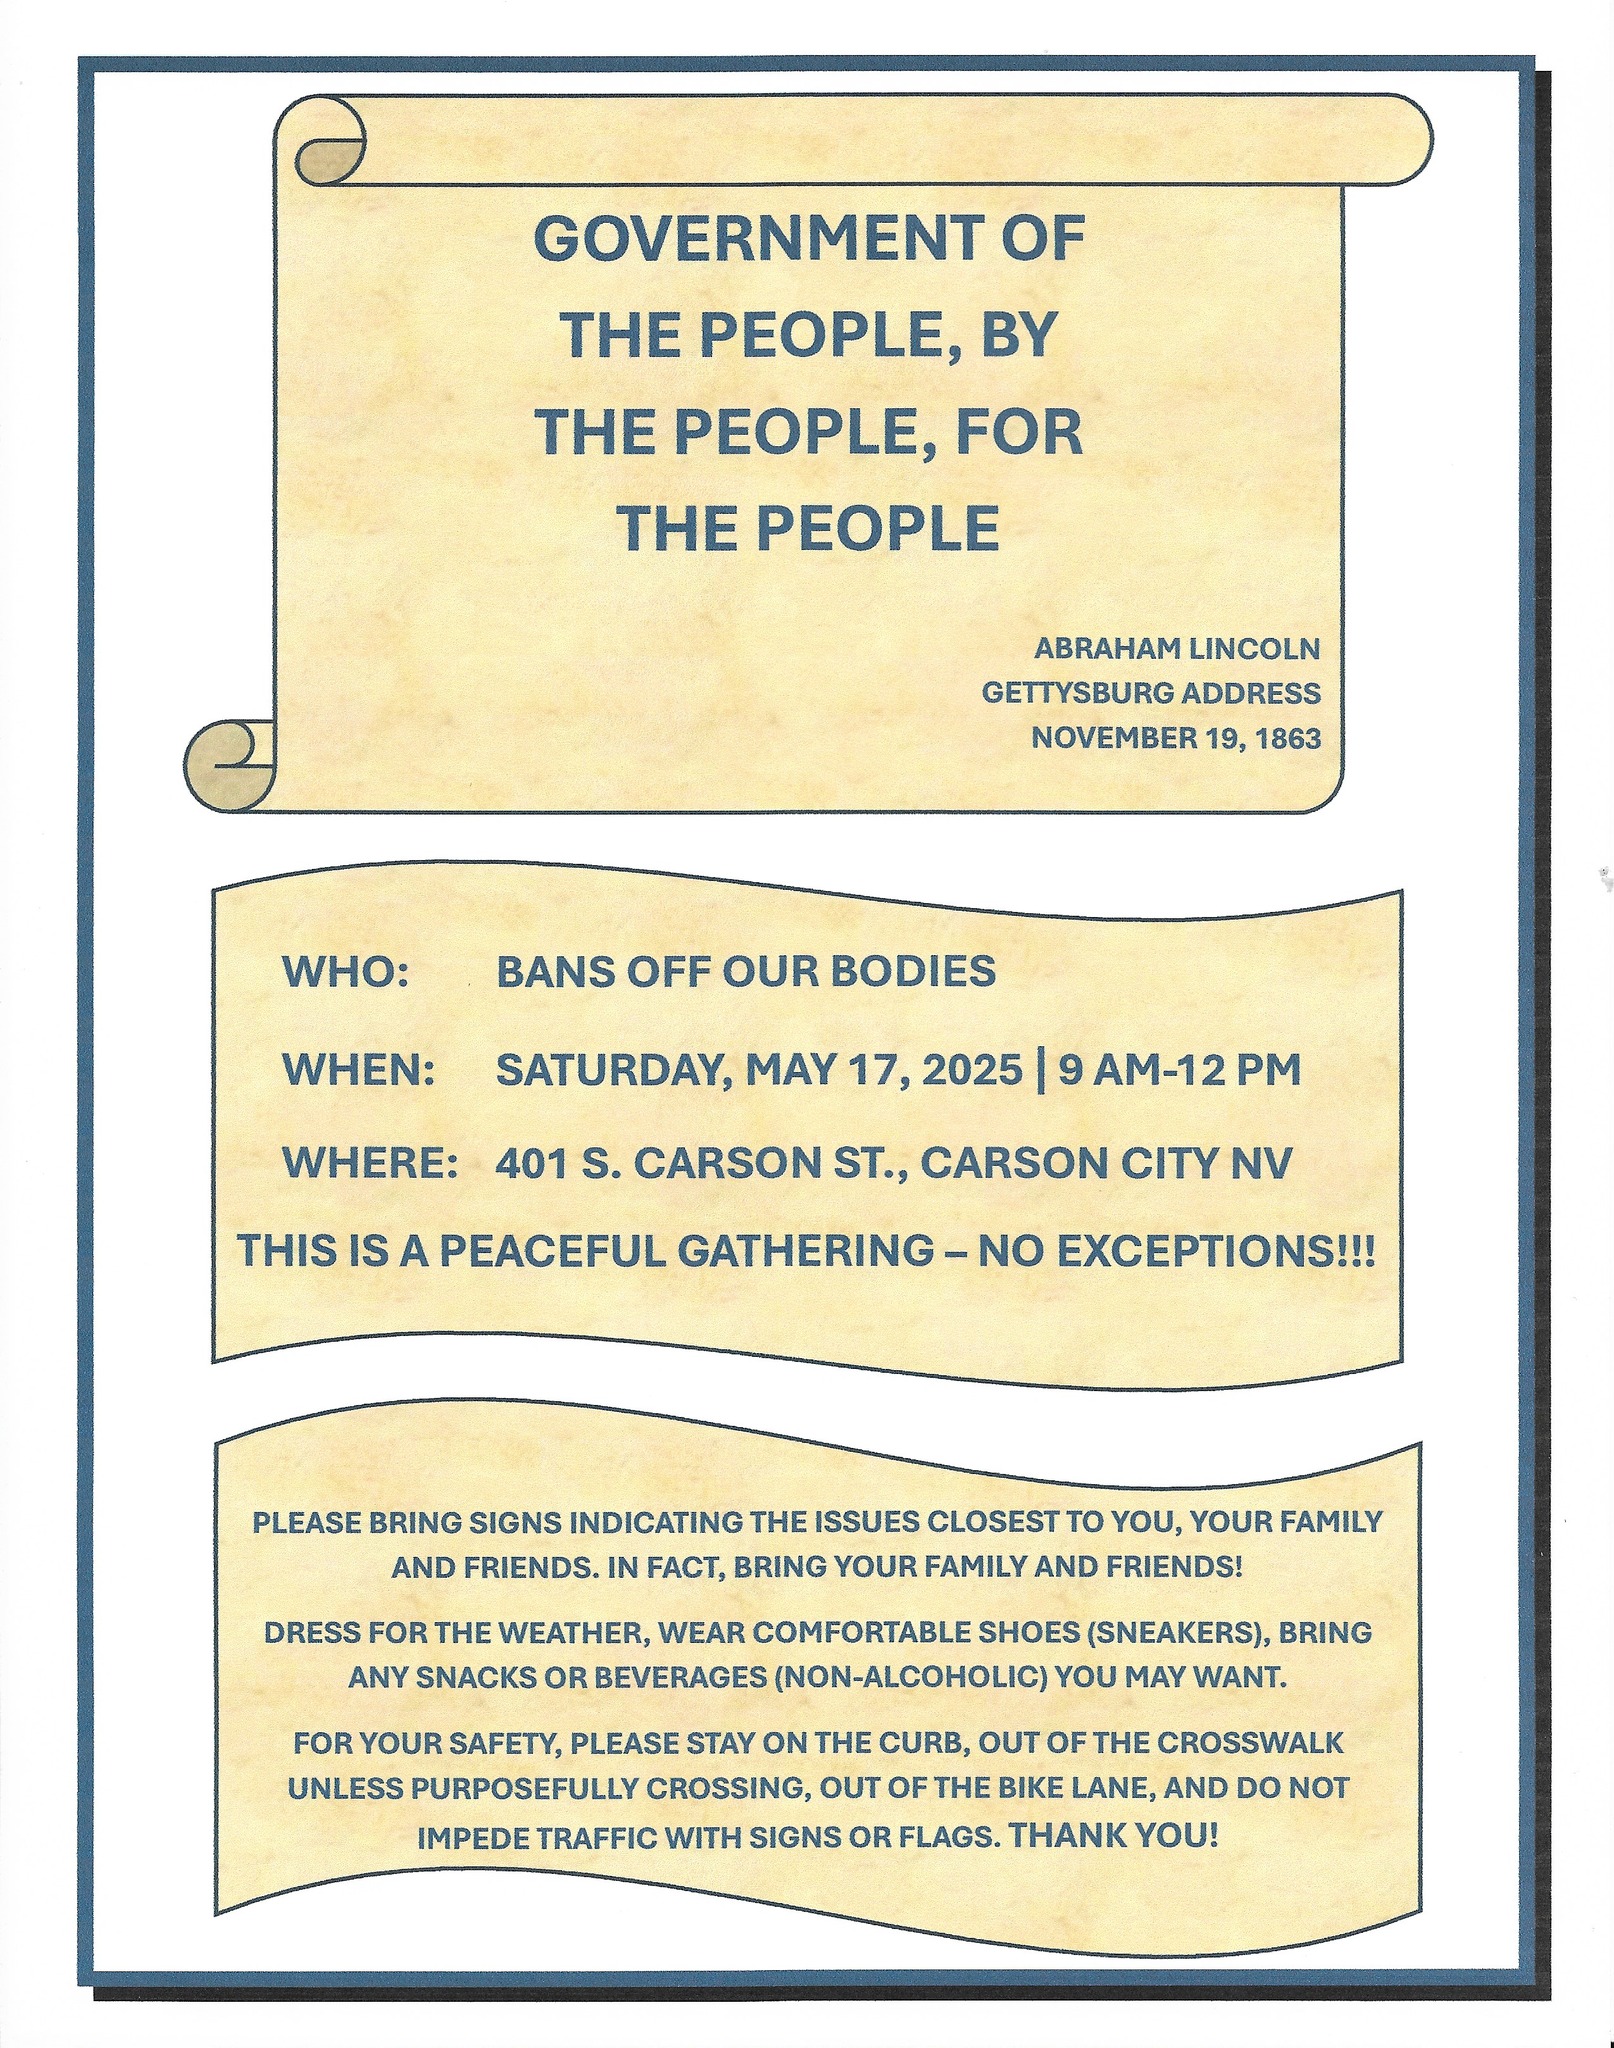 GOVERNMENT OF
THE PEOPLE, BY
THE PEOPLE, FOR
THE PEOPLE
ABRAHAM LINCOLN
GETTYSBURG ADDRESS
NOVEMBER 19, 1863
WHO: BANS OFF OUR BODIES
WHEN: SATURDAY, MAY 17, 2025 | 9 AM-12 PM
WHERE: 401 S. CARSON ST., CARSON CITY NV
THIS IS A PEACEFUL GATHERING – NO EXCEPTIONS!!!
PLEASE BRING SIGNS INDICATING THE ISSUES CLOSEST TO YOU, YOUR FAMILY
AND FRIENDS. IN FACT, BRING YOUR FAMILY AND FRIENDS!
DRESS FOR THE WEATHER, WEAR COMFORTABLE SHOES (SNEAKERS), BRING
ANY SNACKS OR BEVERAGES (NON-ALCOHOLIC) YOU MAY WANT.
FOR YOUR SAFETY, PLEASE STAY ON THE CURB, OUT OF THE CROSSWALK
UNLESS PURPOSEFULLY CROSSING, OUT OF THE BIKE LANE, AND DO NOT
IMPEDE TRAFFIC WITH SIGNS OR FLAGS. THANK YOU!